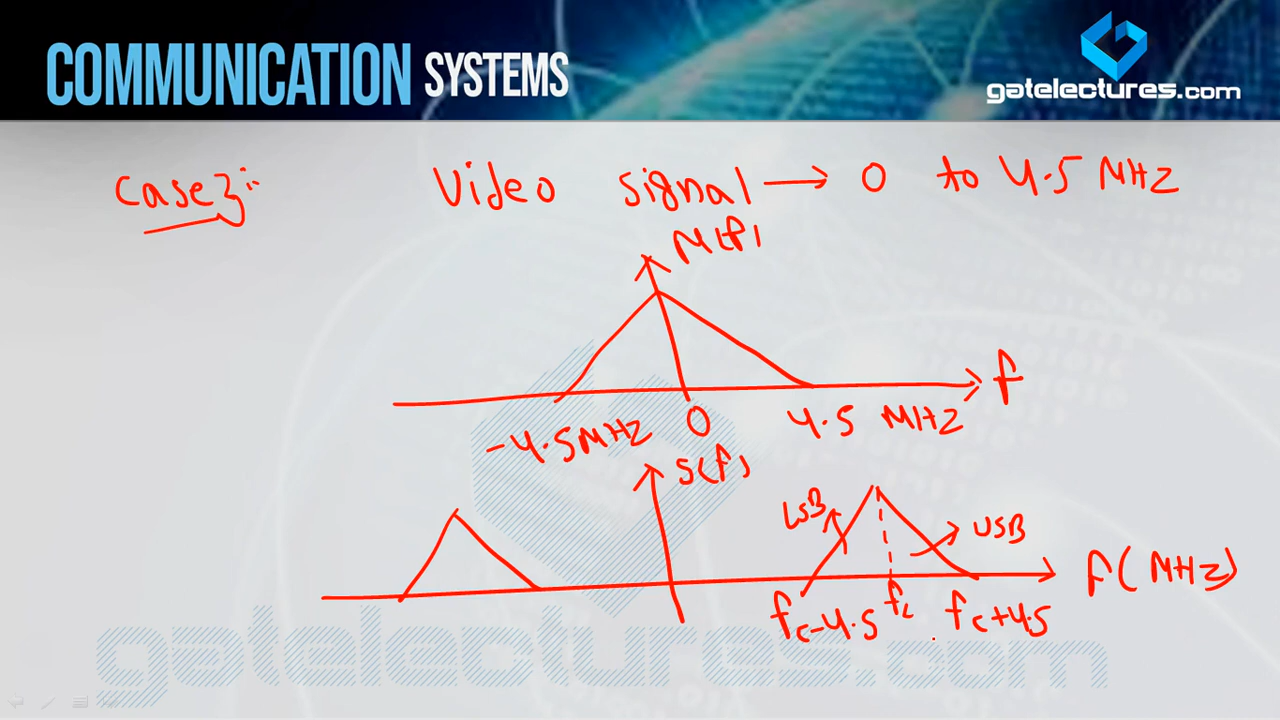 COMMUNICATION SYSTEMS
gatelectures.com
Case3:-
Video signal → 0 to 4.5 MHz
M(f)
f
-4.5MHz 0 4.5 MHz
S(f)
LSB
USB
f(MHz)
fc-4.5 fc fc+4.5
gatelectures.com